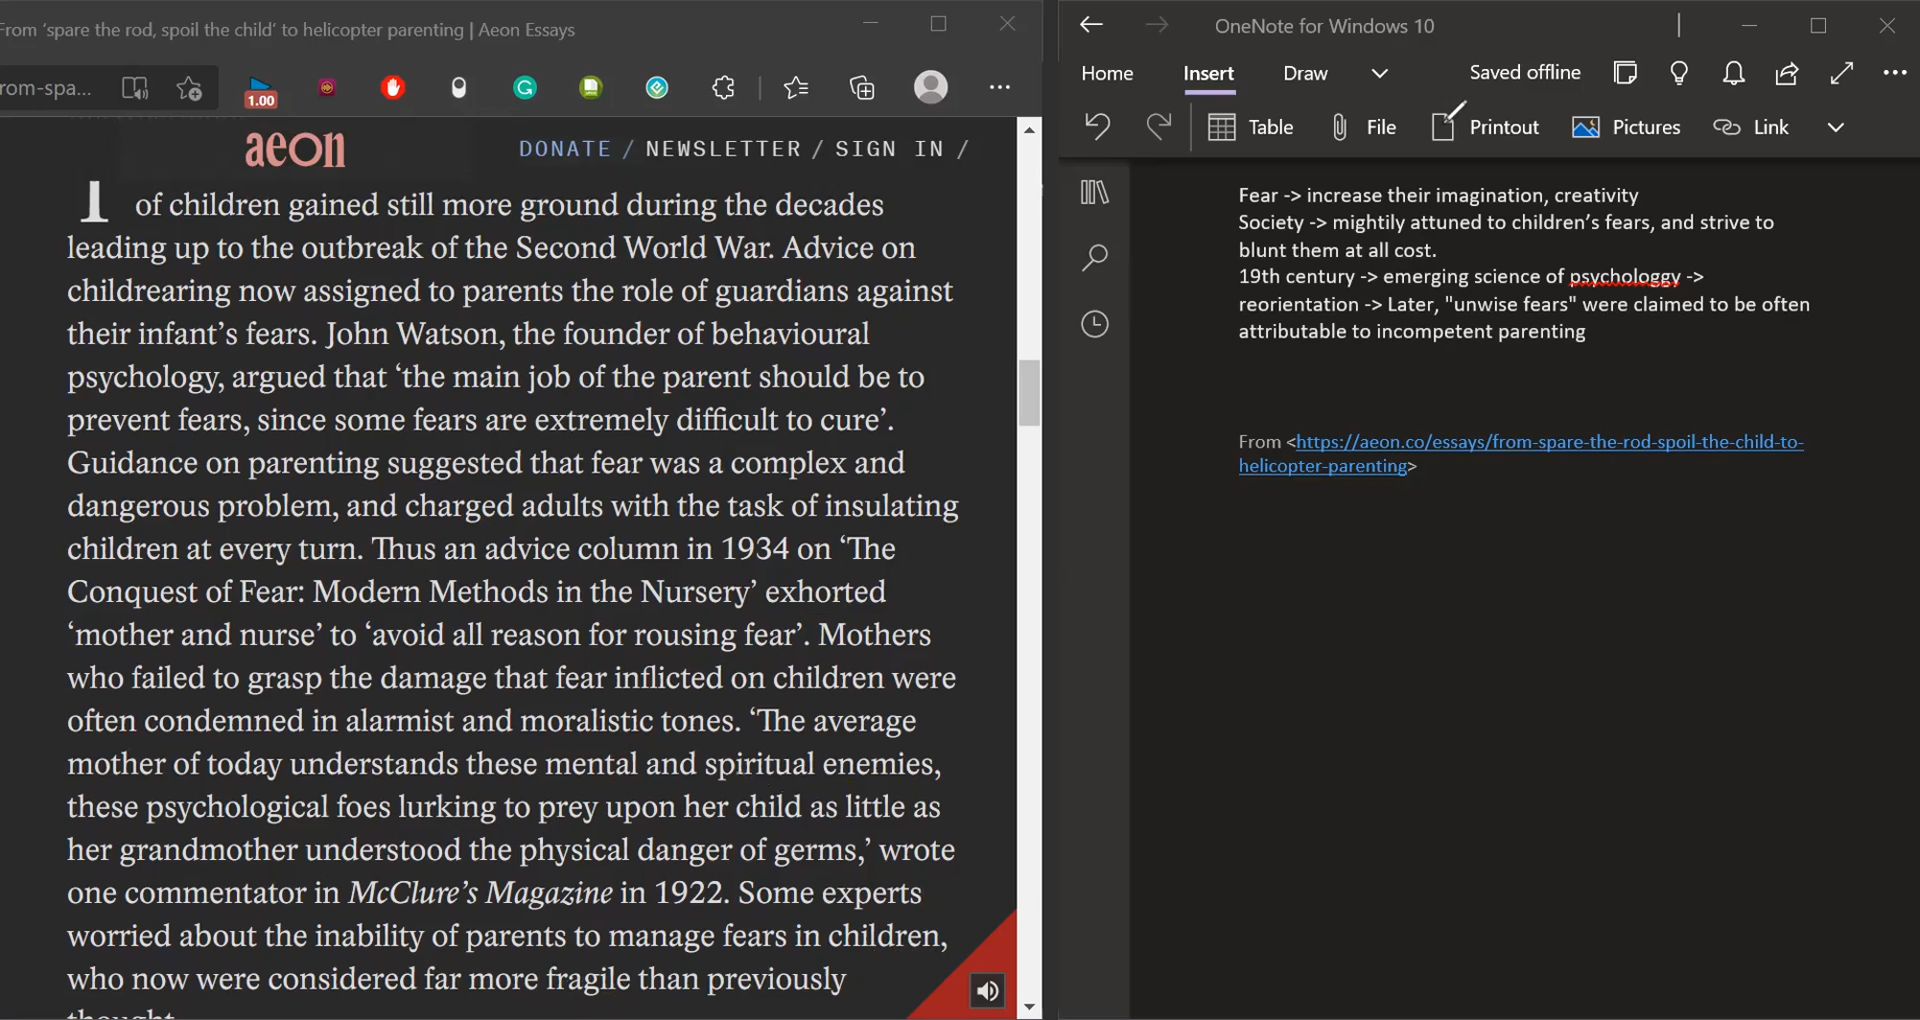 From ‘spare the rod, spoil the child’ to helicopter parenting | Aeon Essays
rom-spa...
1.00
aeon
DONATE / NEWSLETTER / SIGN IN /
of children gained still more ground during the decades
leading up to the outbreak of the Second World War. Advice on
childrearing now assigned to parents the role of guardians against
their infant’s fears. John Watson, the founder of behavioural
psychology, argued that ‘the main job of the parent should be to
prevent fears, since some fears are extremely difficult to cure’.
Guidance on parenting suggested that fear was a complex and
dangerous problem, and charged adults with the task of insulating
children at every turn. Thus an advice column in 1934 on ‘The
Conquest of Fear: Modern Methods in the Nursery’ exhorted
‘mother and nurse’ to ‘avoid all reason for rousing fear’. Mothers
who failed to grasp the damage that fear inflicted on children were
often condemned in alarmist and moralistic tones. ‘The average
mother of today understands these mental and spiritual enemies,
these psychological foes lurking to prey upon her child as little as
her grandmother understood the physical danger of germs,’ wrote
one commentator in McClure’s Magazine in 1922. Some experts
worried about the inability of parents to manage fears in children,
who now were considered far more fragile than previously
OneNote for Windows 10
Home Insert Draw Saved offline
Table File Printout Pictures Link
Fear -> increase their imagination, creativity
Society -> mightily attuned to children’s fears, and strive to
blunt them at all cost.
19th century -> emerging science of psychologgy ->
reorientation -> Later, "unwise fears" were claimed to be often
attributable to incompetent parenting
From <https://aeon.co/essays/from-spare-the-rod-spoil-the-child-to-
helicopter-parenting>